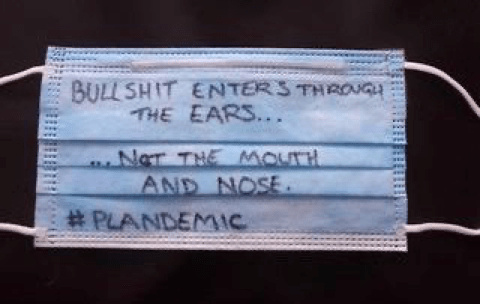 BULLSHIT ENTERS THROUGH
THE EARS...
... NOT THE MOUTH
AND NOSE.
# PLANDEMIC